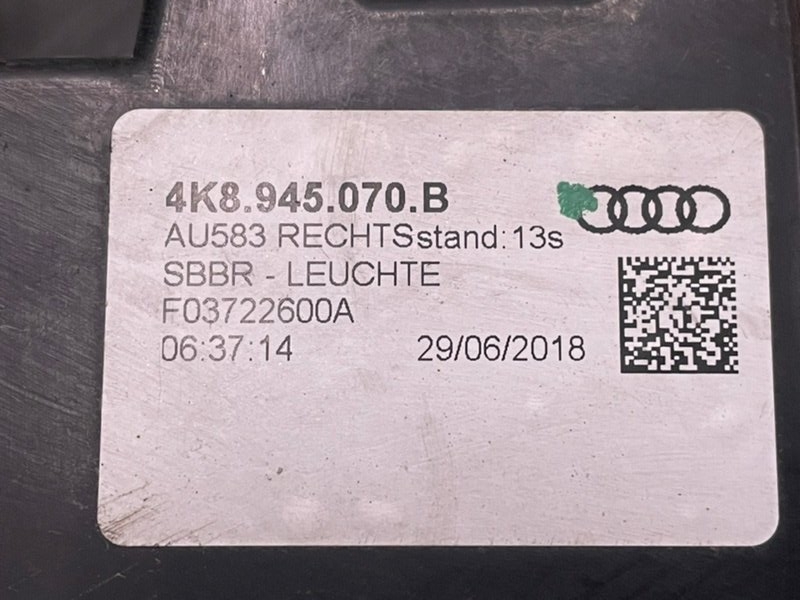 4K8.945.070.B
AU583 RECHTSstand:13s
SBBR - LEUCHTE
F03722600A
06:37:14 29/06/2018